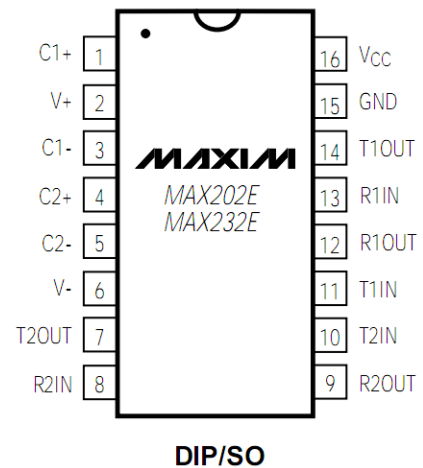 C1+ 1 16 VCC
V+ 2 15 GND
C1- 3 14 T1OUT
MAXIM
C2+ 4 MAX202E 13 R1IN
MAX232E
C2- 5 12 R1OUT
V- 6 11 T1IN
T2OUT 7 10 T2IN
R2IN 8 9 R2OUT
DIP/SO